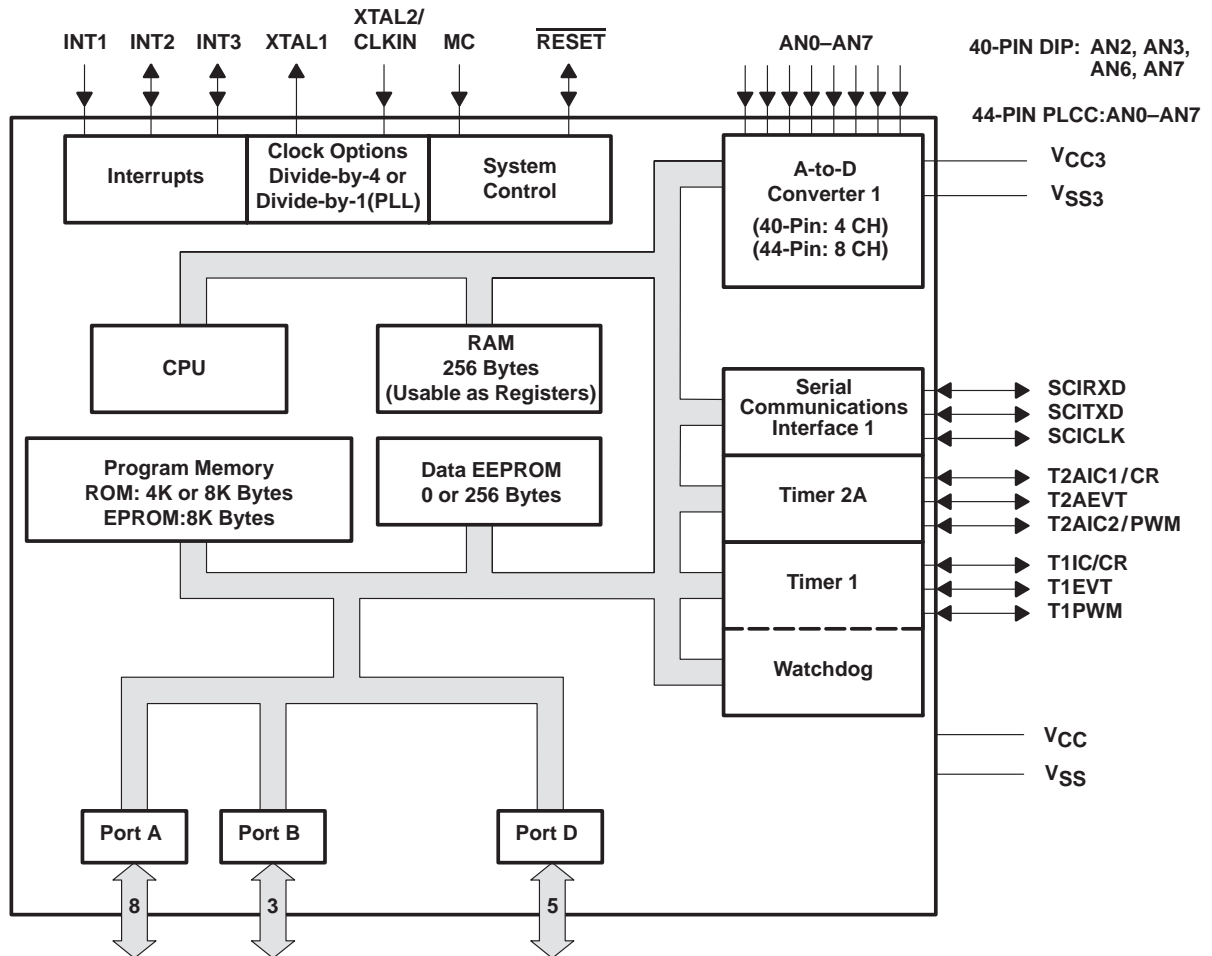 INT1 INT2 INT3 XTAL1 XTAL2/
CLKIN MC RESET
AN0–AN7
40-PIN DIP: AN2, AN3,
AN6, AN7
44-PIN PLCC:AN0–AN7
Interrupts
Clock Options
Divide-by-4 or
Divide-by-1(PLL)
System
Control
A-to-D
Converter 1
(40-Pin: 4 CH)
(44-Pin: 8 CH)
VCC3
VSS3
CPU
RAM
256 Bytes
(Usable as Registers)
Serial
Communications
Interface 1
SCIRXD
SCITXD
SCICLK
Program Memory
ROM: 4K or 8K Bytes
EPROM:8K Bytes
Data EEPROM
0 or 256 Bytes
Timer 2A
T2AIC1/CR
T2AEVT
T2AIC2/PWM
Timer 1
T1IC/CR
T1EVT
T1PWM
Watchdog
VCC
VSS
Port A
Port B
Port D
8
3
5